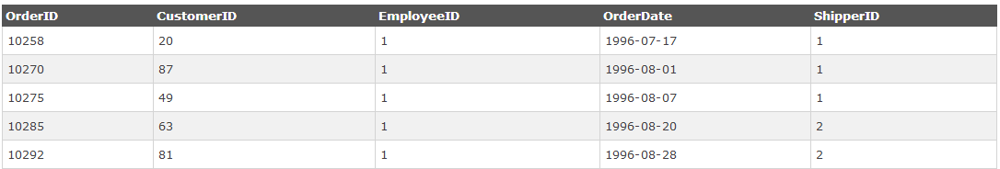 OrderID CustomerID EmployeeID OrderDate ShipperID
10258 20 1 1996-07-17 1
10270 87 1 1996-08-01 1
10275 49 1 1996-08-07 1
10285 63 1 1996-08-20 2
10292 81 1 1996-08-28 2